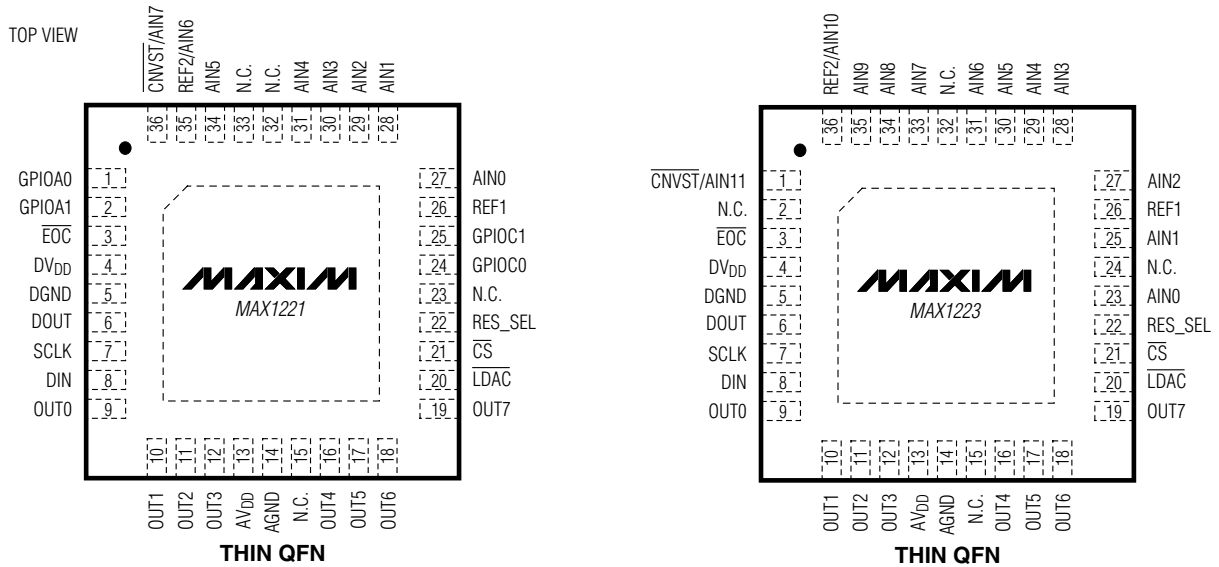 TOP VIEW
CNVST/AIN7
REF2/AIN6
AIN5
N.C.
N.C.
AIN4
AIN3
AIN2
AIN1
36 35 34 33 32 31 30 29 28
GPIOA0 1
GPIOA1 2
EOC 3
DVDD 4
DGND 5
DOUT 6
SCLK 7
DIN 8
OUT0 9
MAXIM
MAX1221
27 AIN0
26 REF1
25 GPIOC1
24 GPIOC0
23 N.C.
22 RES_SEL
21 CS
20 LDAC
19 OUT7
10 11 12 13 14 15 16 17 18
OUT1
OUT2
OUT3
AVDD
AGND
N.C.
OUT4
OUT5
OUT6
THIN QFN
REF2/AIN10
AIN9
AIN8
AIN7
N.C.
AIN6
AIN5
AIN4
AIN3
36 35 34 33 32 31 30 29 28
CNVST/AIN11 1
N.C. 2
EOC 3
DVDD 4
DGND 5
DOUT 6
SCLK 7
DIN 8
OUT0 9
MAXIM
MAX1223
27 AIN2
26 REF1
25 AIN1
24 N.C.
23 AIN0
22 RES_SEL
21 CS
20 LDAC
19 OUT7
10 11 12 13 14 15 16 17 18
OUT1
OUT2
OUT3
AVDD
AGND
N.C.
OUT4
OUT5
OUT6
THIN QFN